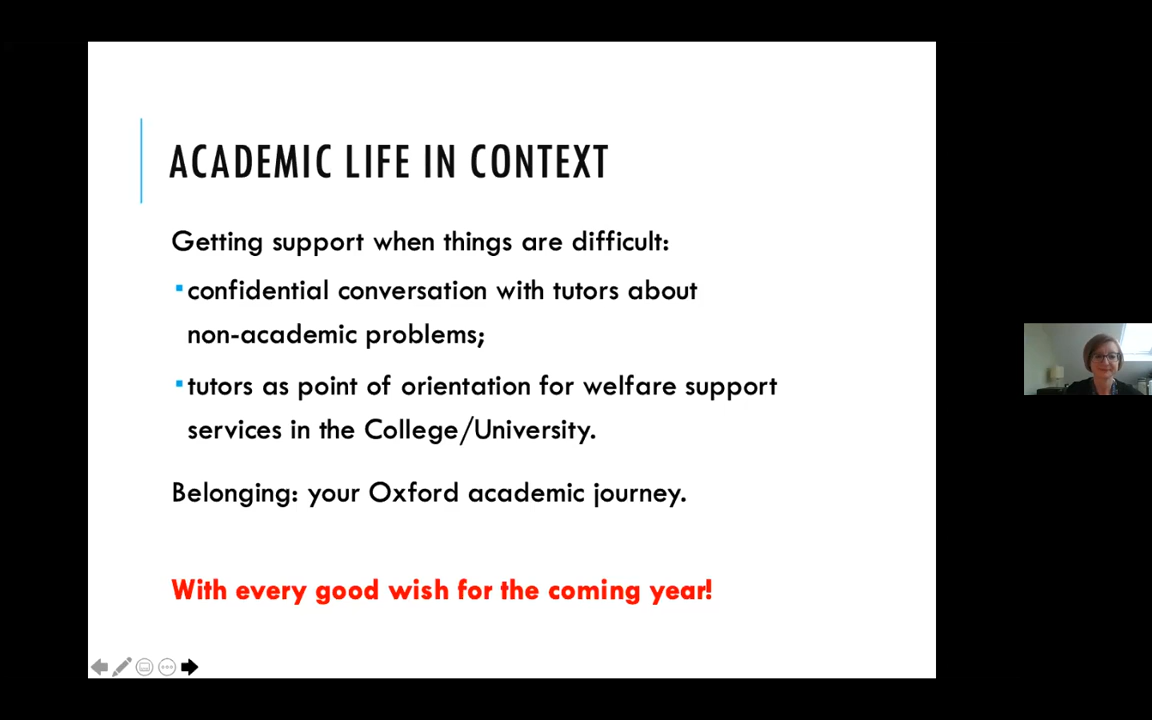 ACADEMIC LIFE IN CONTEXT
Getting support when things are difficult:
▪confidential conversation with tutors about
non-academic problems;
▪tutors as point of orientation for welfare support
services in the College/University.
Belonging: your Oxford academic journey.
With every good wish for the coming year!